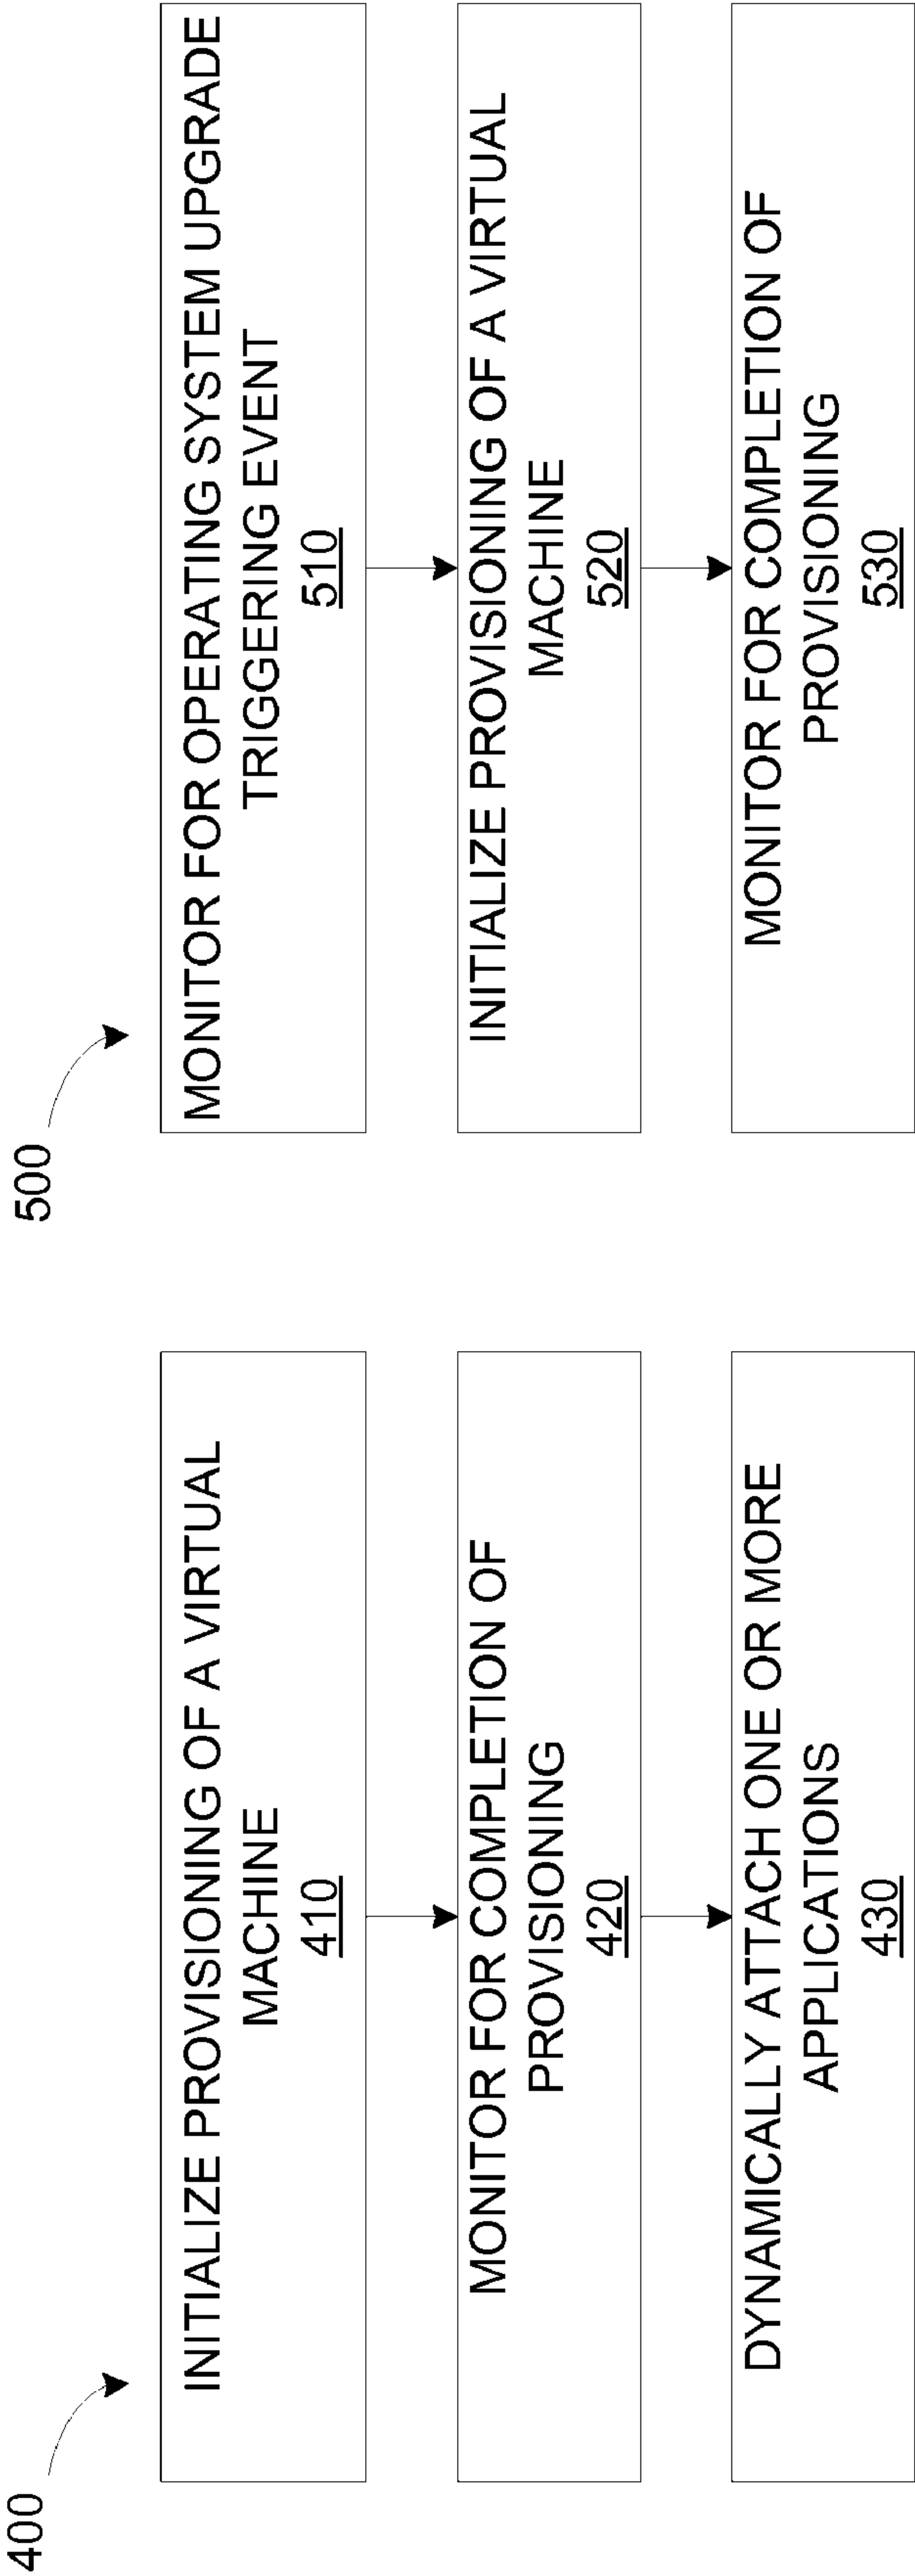 400
INITIALIZE PROVISIONING OF A VIRTUAL
MACHINE
410
MONITOR FOR COMPLETION OF
PROVISIONING
420
DYNAMICALLY ATTACH ONE OR MORE
APPLICATIONS
430
500
MONITOR FOR OPERATING SYSTEM UPGRADE
TRIGGERING EVENT
510
INITIALIZE PROVISIONING OF A VIRTUAL
MACHINE
520
MONITOR FOR COMPLETION OF
PROVISIONING
530